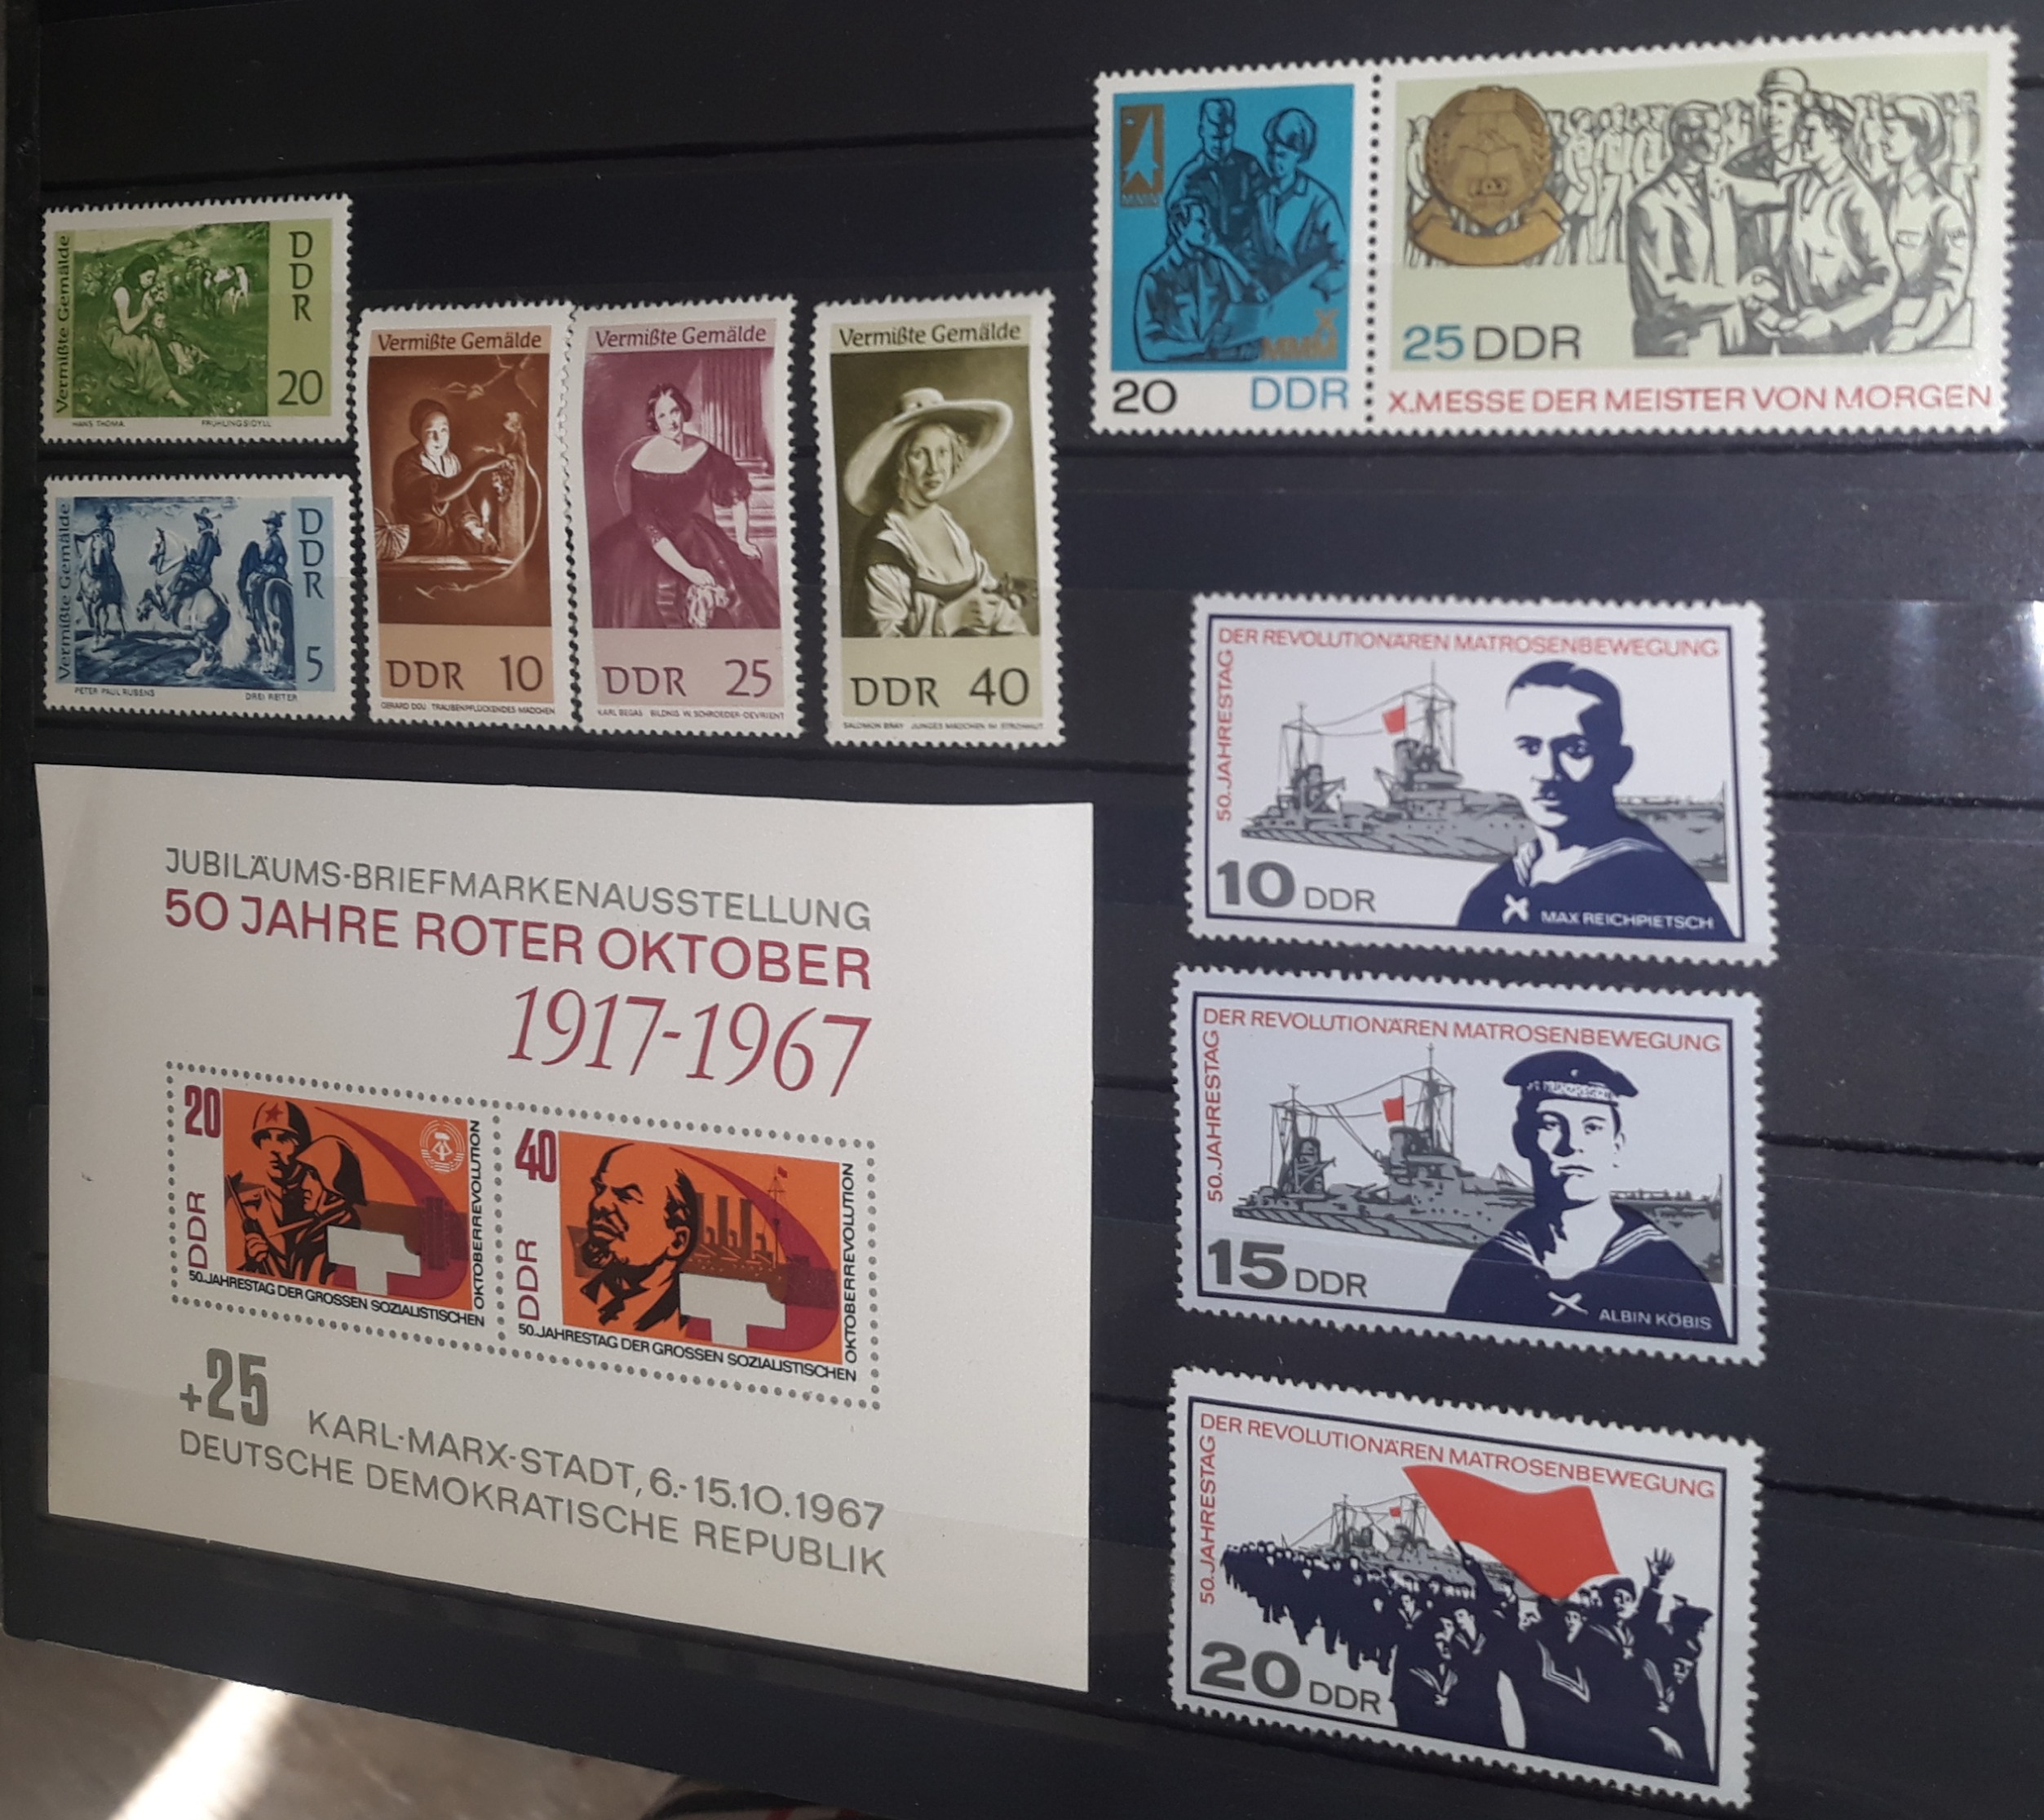 Vermißte Gemälde
DDR
20
HANS THOMA FRÜHLINGSIDYLL
Vermißte Gemälde
DDR
5
PETER PAUL RUBENS DREI REITER
Vermißte Gemälde
DDR 10
GERARD DOU TRAUBENPFLÜCKENDES MÄDCHEN
Vermißte Gemälde
DDR 25
KARL BEGAS BILDNIS W. SCHROEDER-DEVRIENT
Vermißte Gemälde
DDR 40
SALOMON BRAY JUNGES MÄDCHEN IM STROHHUT
MMM
X
MMM
20 DDR
25 DDR
X.MESSE DER MEISTER VON MORGEN
JUBILÄUMS-BRIEFMARKENAUSSTELLUNG
50 JAHRE ROTER OKTOBER
1917-1967
20
DDR
50.JAHRESTAG DER GROSSEN SOZIALISTISCHEN
OKTOBERREVOLUTION
40
DDR
50.JAHRESTAG DER GROSSEN SOZIALISTISCHEN
OKTOBERREVOLUTION
+25 KARL-MARX-STADT, 6.-15.10.1967
DEUTSCHE DEMOKRATISCHE REPUBLIK
50.JAHRESTAG
DER REVOLUTIONÄREN MATROSENBEWEGUNG
10 DDR
MAX REICHPIETSCH
50.JAHRESTAG
DER REVOLUTIONÄREN MATROSENBEWEGUNG
15 DDR
ALBIN KÖBIS
50.JAHRESTAG
DER REVOLUTIONÄREN MATROSENBEWEGUNG
20 DDR